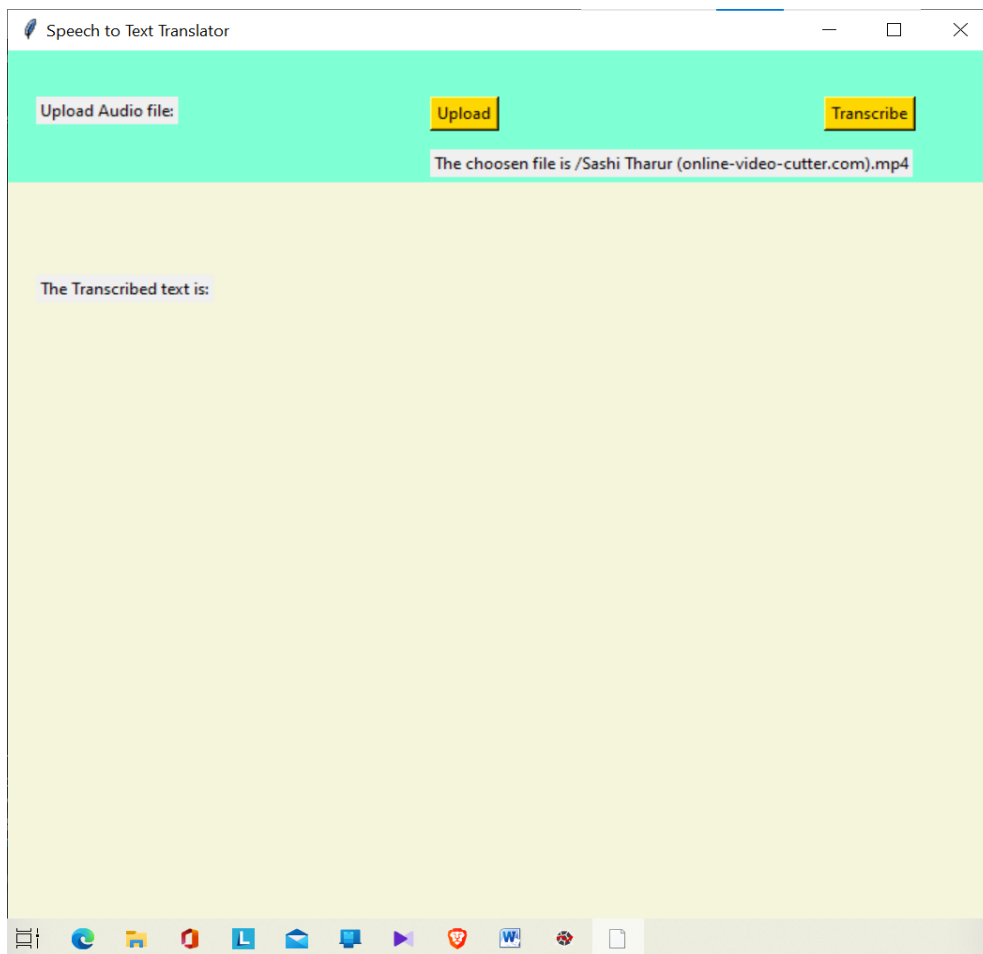 Speech to Text Translator
Upload Audio file:
Upload
Transcribe
The choosen file is /Sashi Tharur (online-video-cutter.com).mp4
The Transcribed text is:
L
W